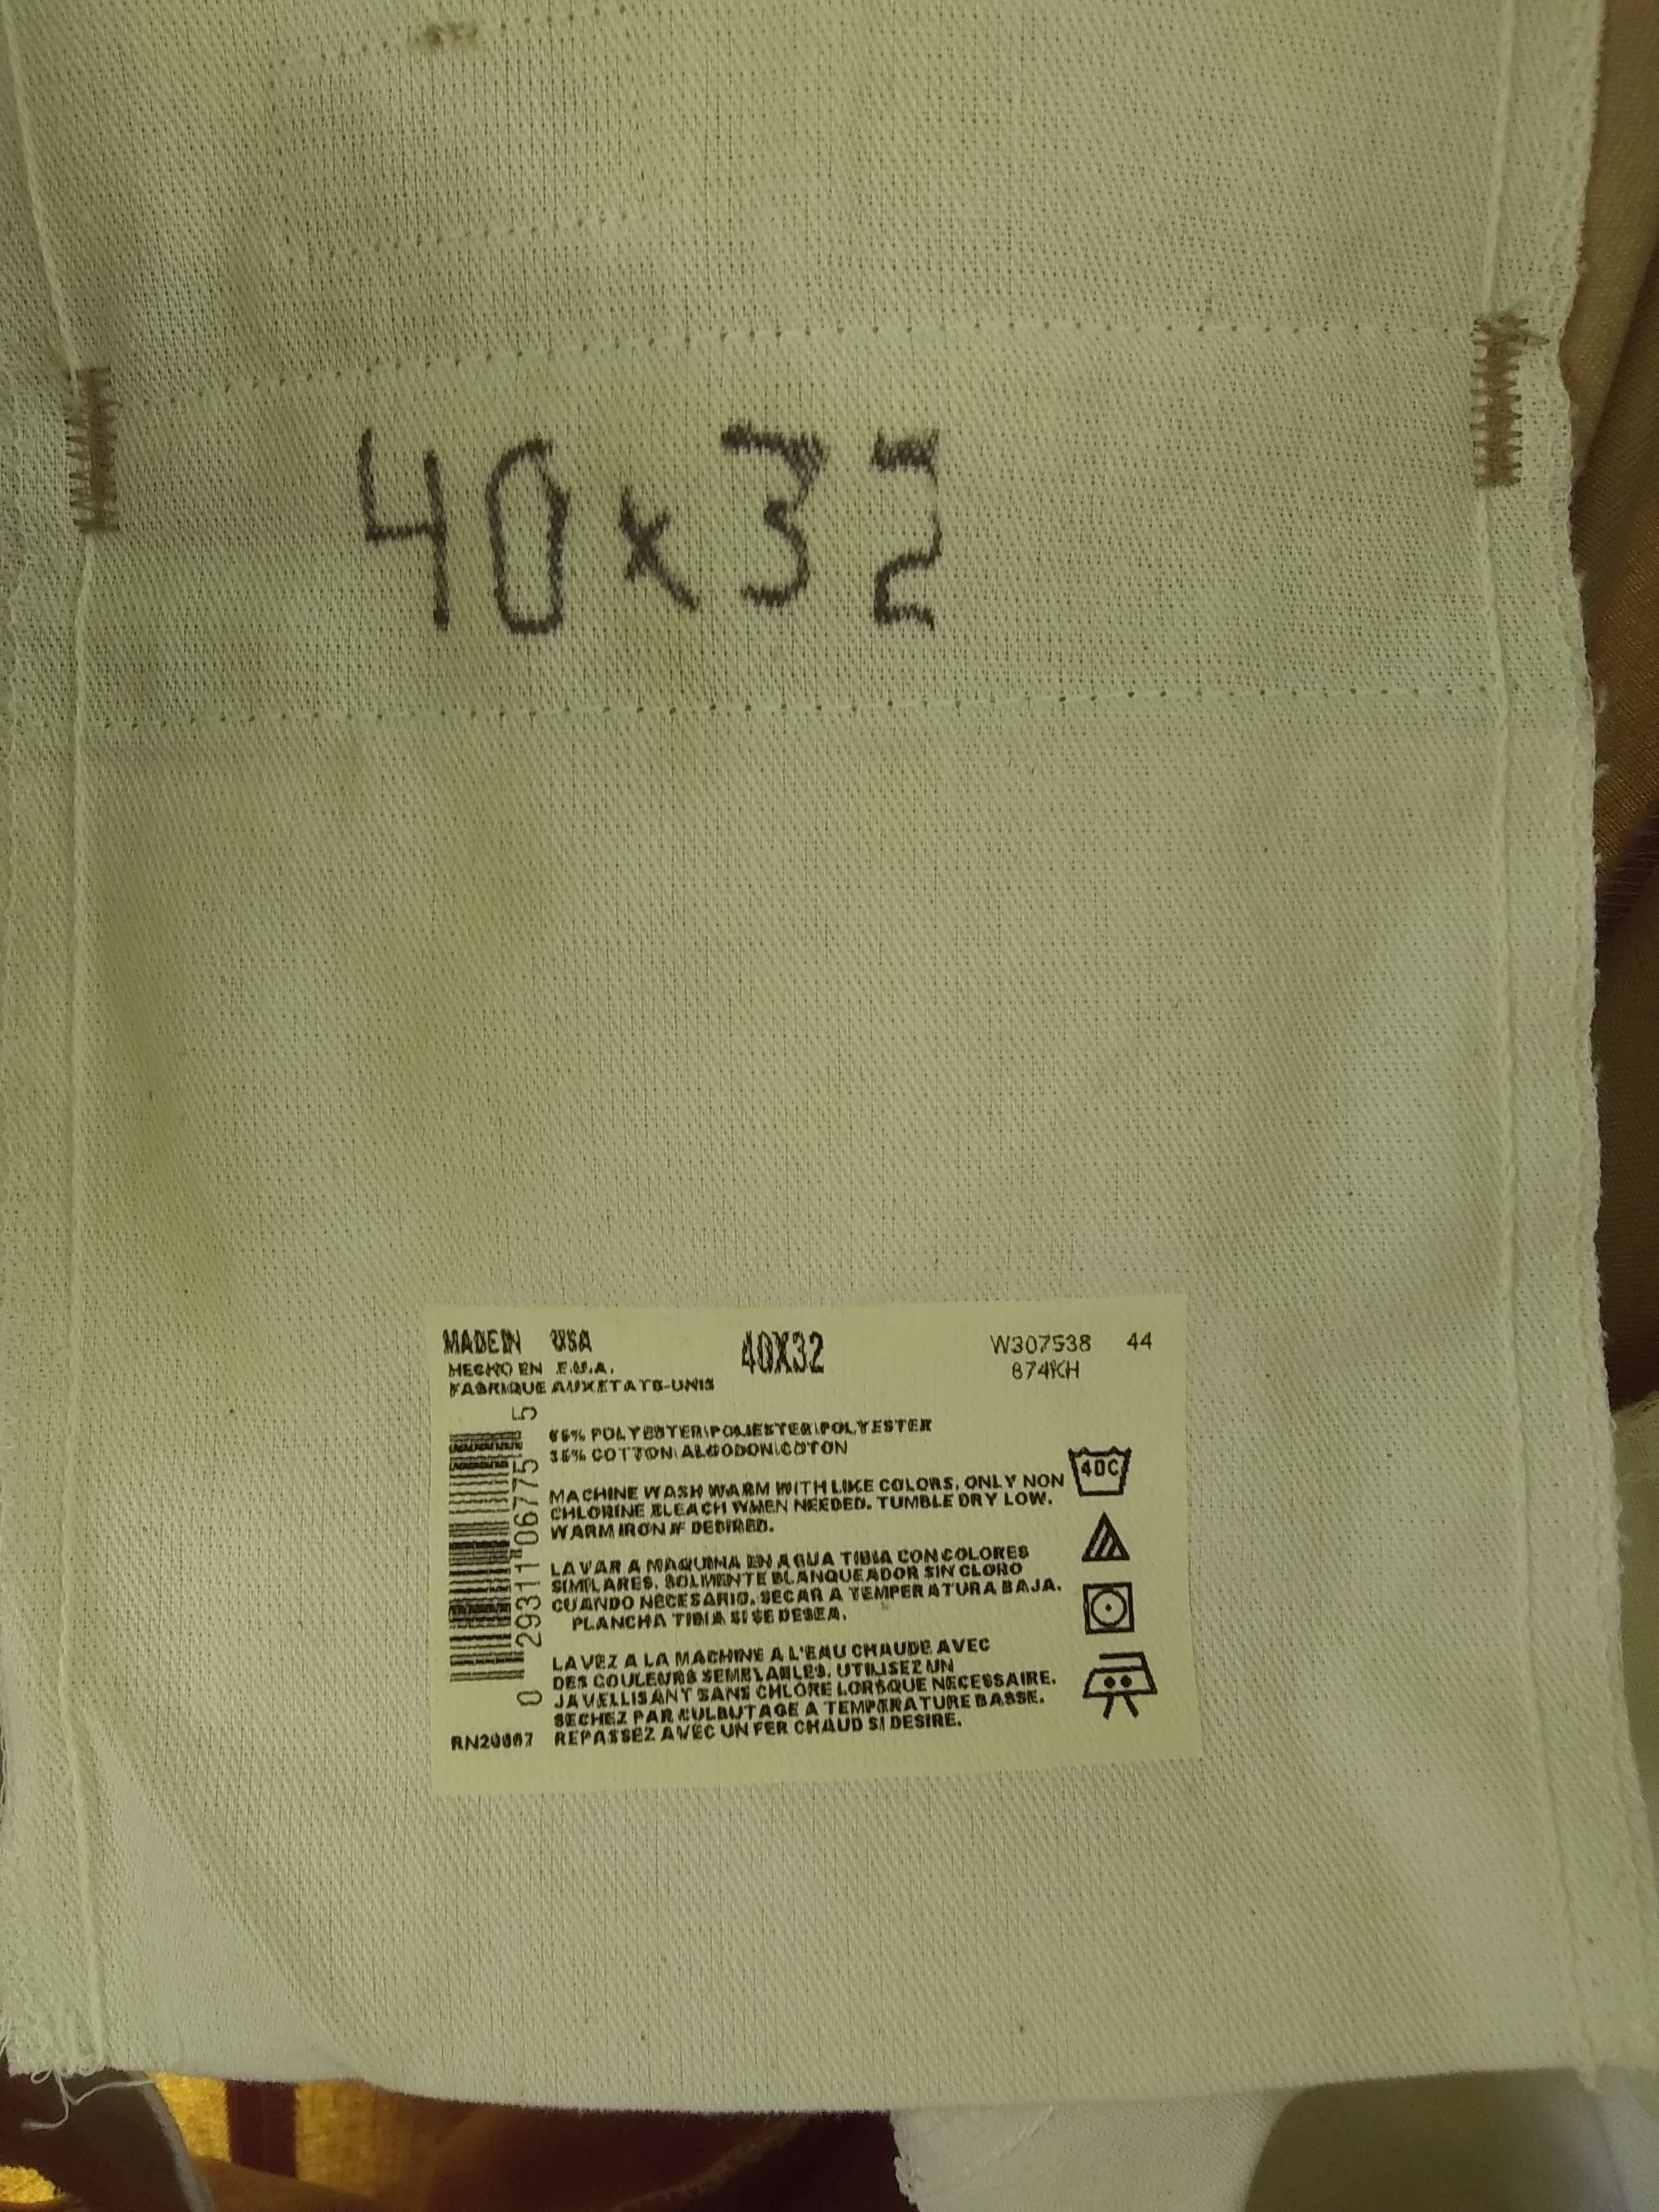 40x32
MADE IN USA 40X32 W307538 44
HECHO EN E.U.A. 874KH
FABRIQUE AUX ETATS-UNIS
65% POLYESTER\POLIESTER\POLYESTER
35% COTTON\ALGODON\COTON
40C
MACHINE WASH WARM WITH LIKE COLORS, ONLY NON
CHLORINE BLEACH WHEN NEEDED. TUMBLE DRY LOW.
WARM IRON IF DESIRED.
LAVAR A MAQUINA EN AGUA TIBIA CON COLORES
SIMILARES. SOLMENTE BLANQUEADOR SIN CLORO
CUANDO NECESARIO. SECAR A TEMPERATURA BAJA.
PLANCHA TIBIA SI SE DESEA.
LAVEZ A LA MACHINE A L'EAU CHAUDE AVEC
DES COULEURS SEMBLABLES. UTILISEZ UN
JAVELLISANT SANS CHLORE LORSQUE NECESSAIRE.
SECHEZ PAR CULBUTAGE A TEMPERATURE BASSE.
REPASSEZ AVEC UN FER CHAUD SI DESIRE.
0 29311 06775 5